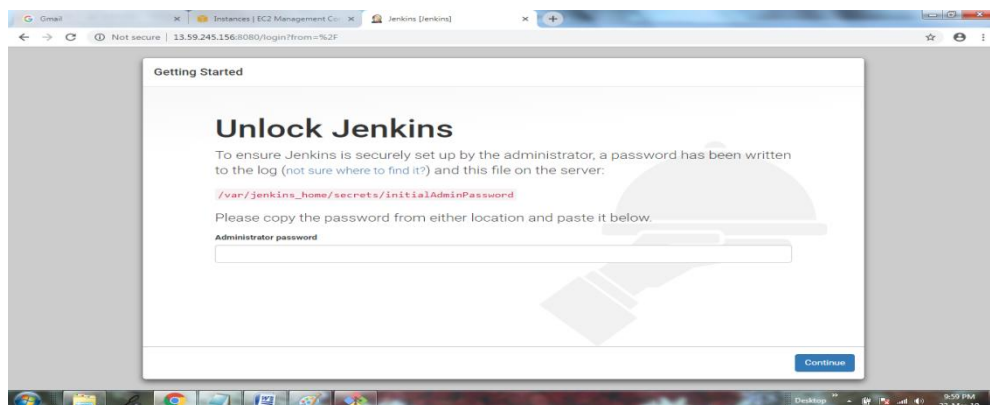 Gmail
Instances | EC2 Management Co
Jenkins [Jenkins]
Not secure | 13.59.245.156:8080/login?from=%2F
Getting Started
Unlock Jenkins
To ensure Jenkins is securely set up by the administrator, a password has been written
to the log (not sure where to find it?) and this file on the server:
/var/jenkins_home/secrets/initialAdminPassword
Please copy the password from either location and paste it below.
Administrator password
Continue
Desktop
9:59 PM